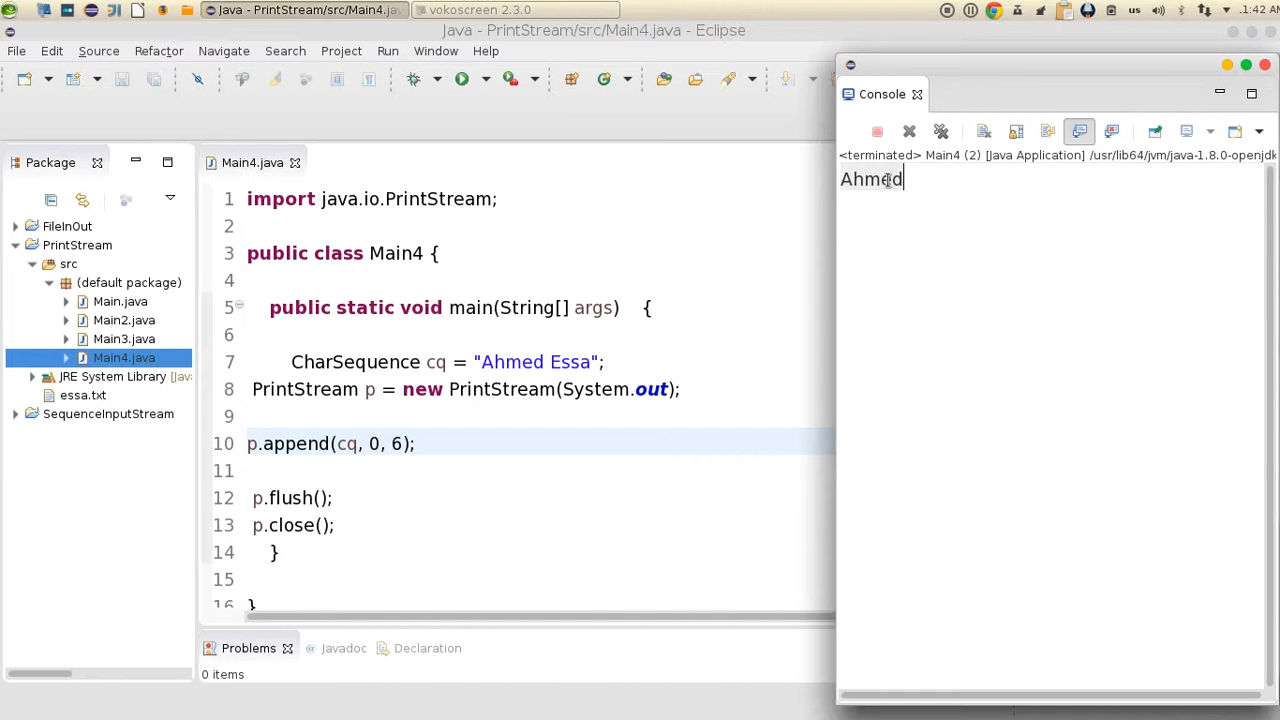 Java - PrintStream/src/Main4.ja
vokoscreen 2.3.0
us
1:42
Java - PrintStream/src/Main4.java - Eclipse
File Edit Source Refactor Navigate Search Project Run Window Help
Console
<terminated> Main4 (2) [Java Application] /usr/lib64/jvm/java-1.8.0-openjdk
Ahmed
Package
FileInOut
PrintStream
src
(default package)
Main.java
Main2.java
Main3.java
Main4.java
JRE System Library [Java
essa.txt
SequenceInputStream
Main4.java
1 import java.io.PrintStream;
2
3 public class Main4 {
4
5 public static void main(String[] args) {
6
7 CharSequence cq = "Ahmed Essa";
8 PrintStream p = new PrintStream(System.out);
9
10 p.append(cq, 0, 6);
11
12 p.flush();
13 p.close();
14 }
15
16 }
Problems @ Javadoc Declaration
0 items